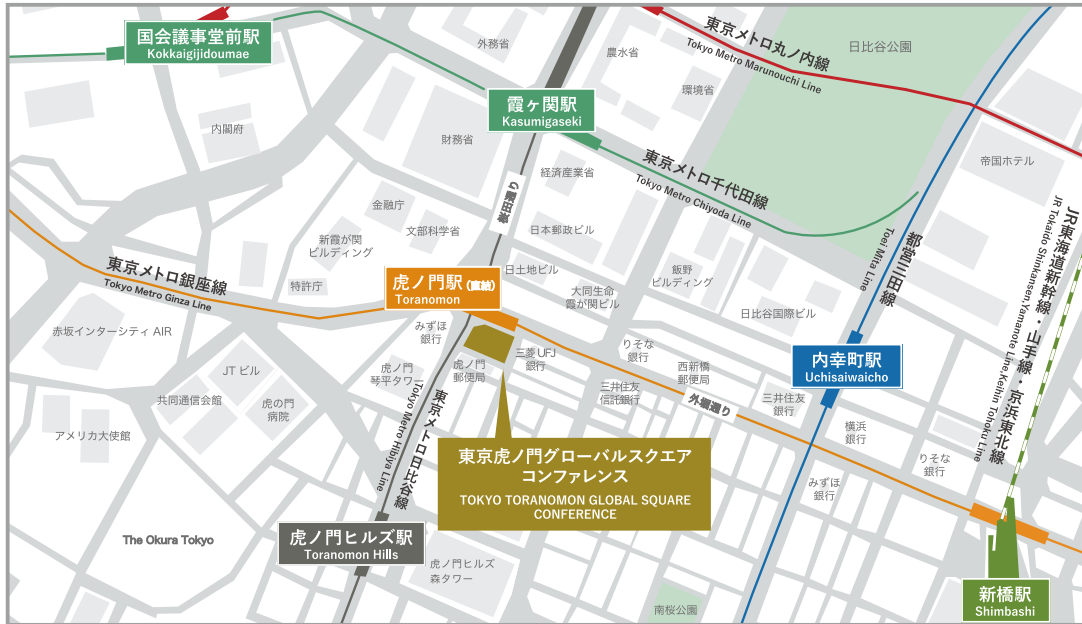 国会議事堂前駅
Kokkaigijidoumae
外務省
農水省
東京メトロ丸ノ内線
Tokyo Metro Marunouchi Line
日比谷公園
環境省
霞ヶ関駅
Kasumigaseki
内閣府
財務省
帝国ホテル
経済産業省
東京メトロ千代田線
Tokyo Metro Chiyoda Line
桜田通り
金融庁
文部科学省
新霞が関
ビルディング
日本郵政ビル
都営三田線
Toei Mita Line
JR東海道新幹線・山手線・京浜東北線
JR Tokaido Shinkansen,Yamanote Line,Keihin Tohoku Line
東京メトロ銀座線
Tokyo Metro Ginza Line
特許庁
虎ノ門駅(直結)
Toranomon
日土地ビル
大同生命
霞が関ビル
飯野
ビルディング
日比谷国際ビル
赤坂インターシティ AIR
みずほ
銀行
三菱 UFJ
銀行
りそな
銀行
西新橋
郵便局
内幸町駅
Uchisaiwaicho
JT ビル
虎ノ門
琴平タワー
虎ノ門
郵便局
三井住友
信託銀行
外堀通り
三井住友
銀行
共同通信会館
虎の門
病院
東京メトロ日比谷線
Tokyo Metro Hibiya Line
アメリカ大使館
横浜
銀行
東京虎ノ門グローバルスクエア
コンファレンス
TOKYO TORANOMON GLOBAL SQUARE
CONFERENCE
りそな
銀行
みずほ
銀行
The Okura Tokyo
虎ノ門ヒルズ駅
Toranomon Hills
虎ノ門ヒルズ
森タワー
南桜公園
新橋駅
Shimbashi